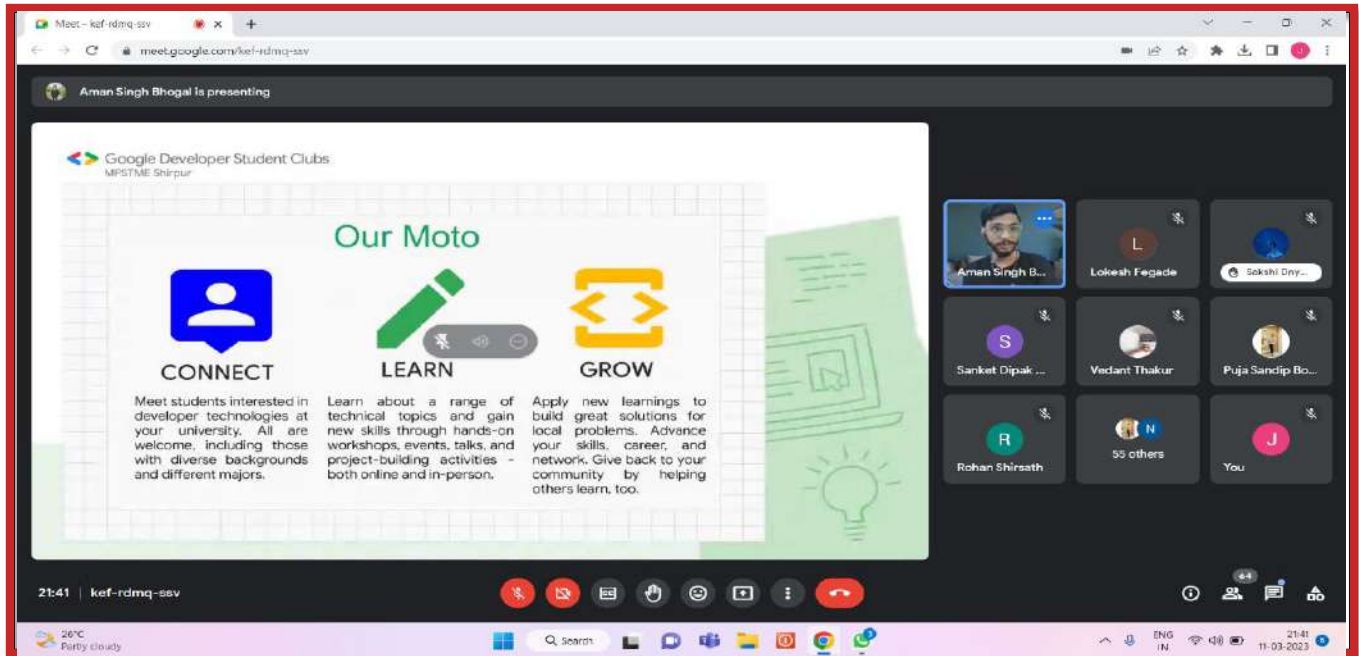 Meet - kef-rdmq-ssv
meet.google.com/kef-rdmq-ssv
Aman Singh Bhogal is presenting
Google Developer Student Clubs
MPSTME Shirpur
Our Moto
CONNECT
Meet students interested in
developer technologies at
your university. All are
welcome, including those
with diverse backgrounds
and different majors.
LEARN
Learn about a range of
technical topics and gain
new skills through hands-on
workshops, events, talks, and
project-building activities -
both online and in-person.
GROW
Apply new learnings to
build great solutions for
local problems. Advance
your skills, career, and
network. Give back to your
community by helping
others learn, too.
Aman Singh B...
L
Lokesh Fegade
Sakshi Dny...
S
Sanket Dipak ...
Vedant Thakur
Puja Sandip Bo...
R
Rohan Shirsath
N
55 others
J
You
21:41 | kef-rdmq-ssv
64
26°C
Partly cloudy
Search
ENG
IN
21:41
11-03-2023